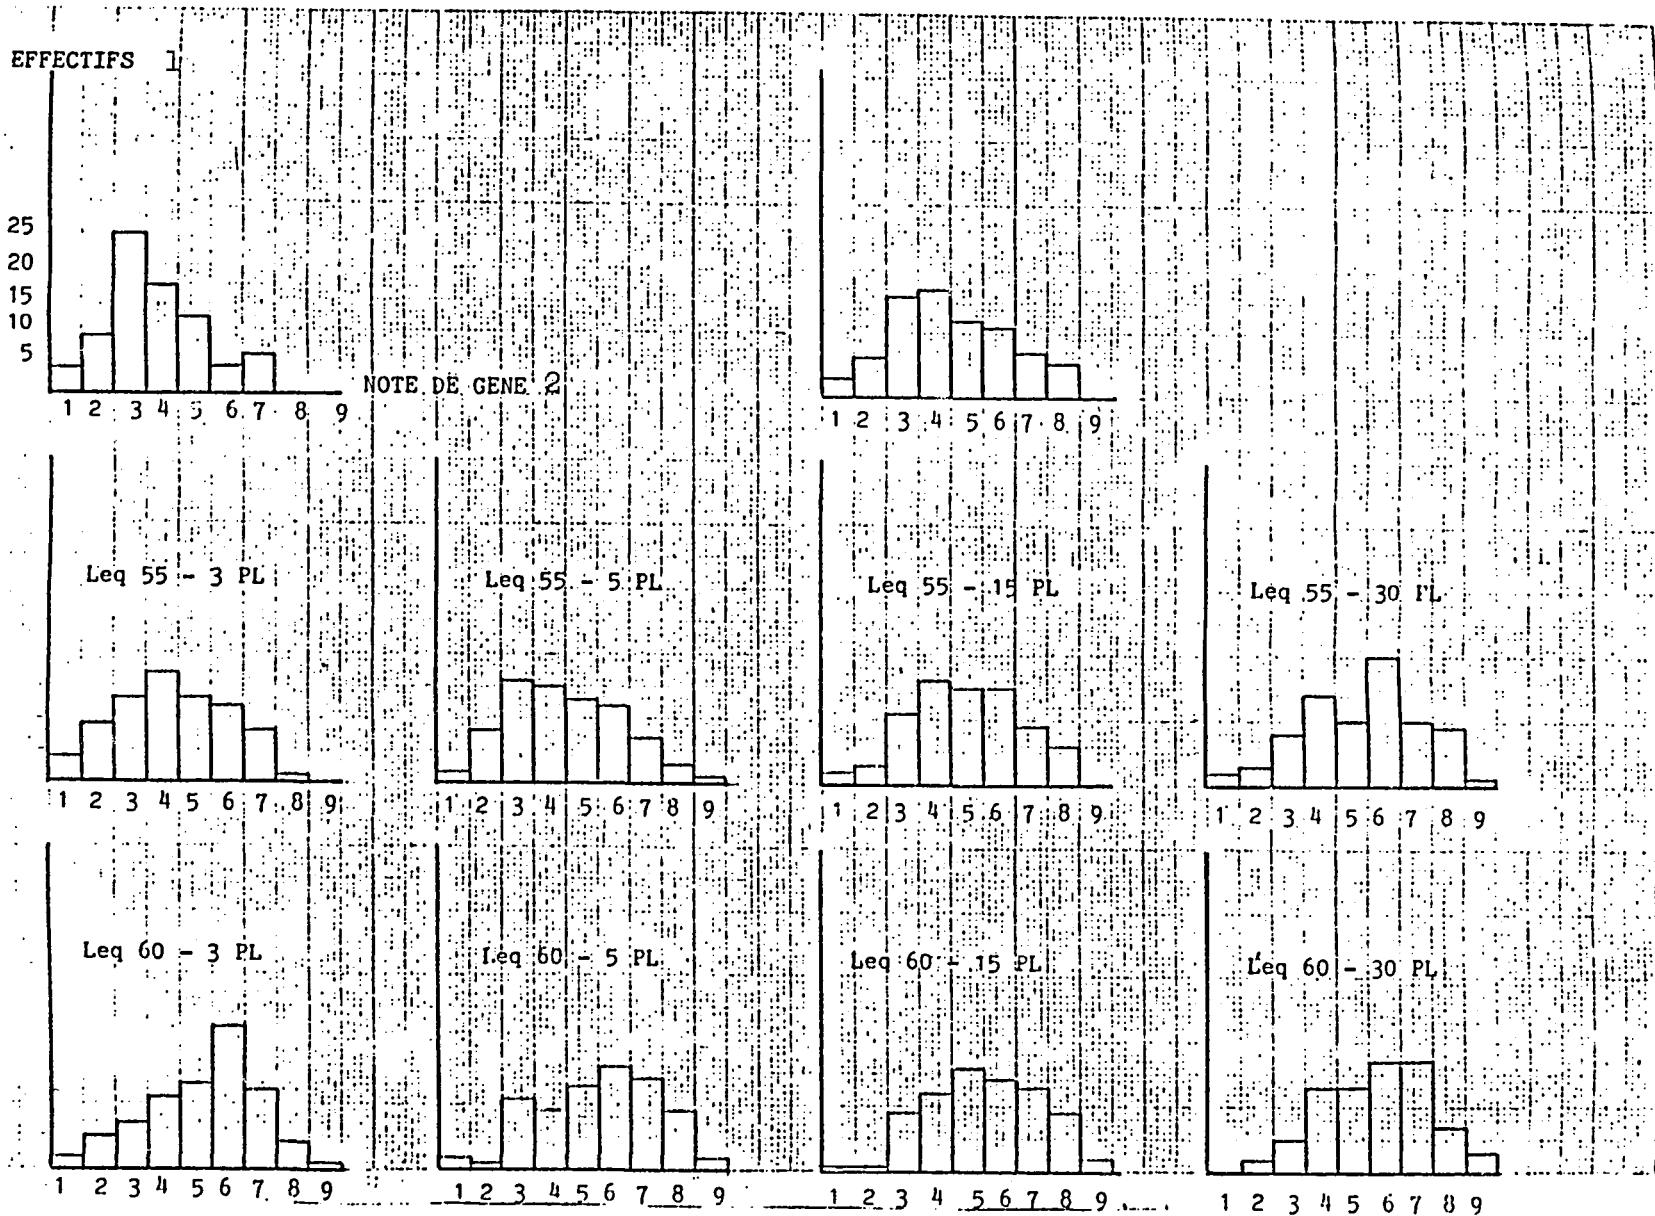 EFFECTIFS 1
25
20
15
10
5
NOTE DE GENE 2
1 2 3 4 5 6 7 8 9
1 2 3 4 5 6 7 8 9
Leq 55 - 3 PL
Leq 55 - 5 PL
Leq 55 - 15 PL
Leq 55 - 30 PL
1 2 3 4 5 6 7 8 9
1 2 3 4 5 6 7 8 9
1 2 3 4 5 6 7 8 9
1 2 3 4 5 6 7 8 9
Leq 60 - 3 PL
Leq 60 - 5 PL
Leq 60 - 15 PL
Leq 60 - 30 PL
1 2 3 4 5 6 7 8 9
1 2 3 4 5 6 7 8 9
1 2 3 4 5 6 7 8 9
1 2 3 4 5 6 7 8 9